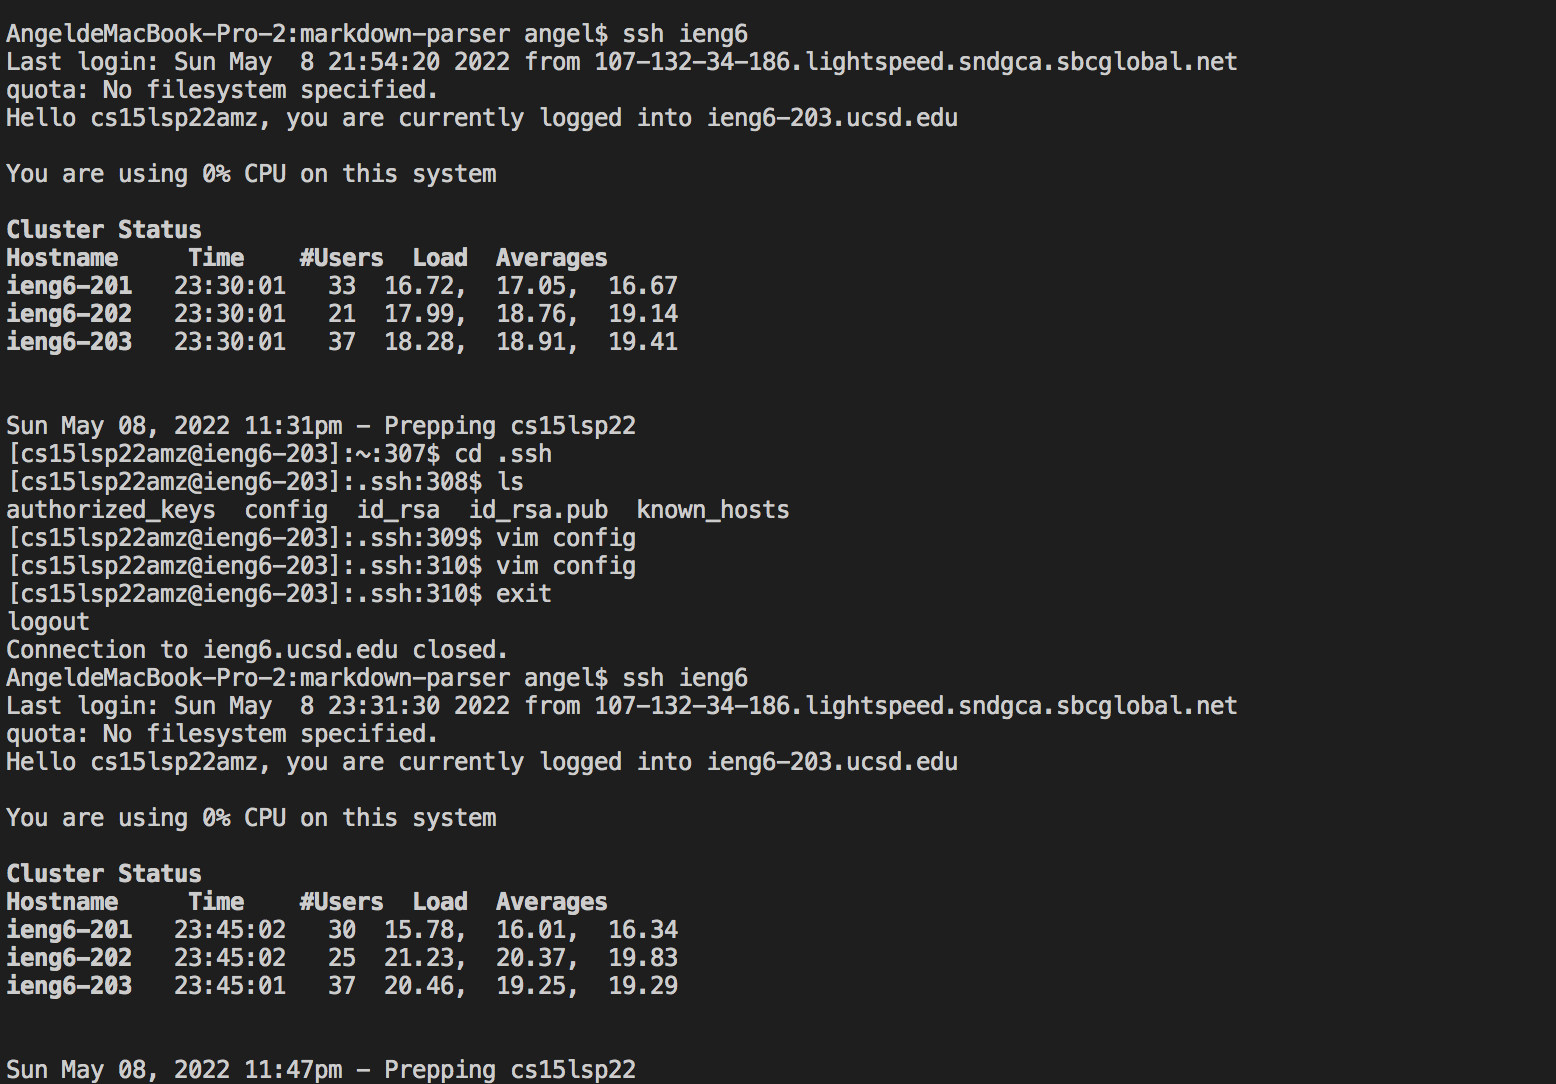 AngeldeMacBook-Pro-2:markdown-parser angel$ ssh ieng6
Last login: Sun May  8 21:54:20 2022 from 107-132-34-186.lightspeed.sndgca.sbcglobal.net
quota: No filesystem specified.
Hello cs15lsp22amz, you are currently logged into ieng6-203.ucsd.edu
You are using 0% CPU on this system
Cluster Status
Hostname     Time    #Users  Load  Averages
ieng6-201   23:30:01   33  16.72,  17.05,  16.67
ieng6-202   23:30:01   21  17.99,  18.76,  19.14
ieng6-203   23:30:01   37  18.28,  18.91,  19.41
Sun May 08, 2022 11:31pm - Prepping cs15lsp22
[cs15lsp22amz@ieng6-203]:~:307$ cd .ssh
[cs15lsp22amz@ieng6-203]:.ssh:308$ ls
authorized_keys  config  id_rsa  id_rsa.pub  known_hosts
[cs15lsp22amz@ieng6-203]:.ssh:309$ vim config
[cs15lsp22amz@ieng6-203]:.ssh:310$ vim config
[cs15lsp22amz@ieng6-203]:.ssh:310$ exit
logout
Connection to ieng6.ucsd.edu closed.
AngeldeMacBook-Pro-2:markdown-parser angel$ ssh ieng6
Last login: Sun May  8 23:31:30 2022 from 107-132-34-186.lightspeed.sndgca.sbcglobal.net
quota: No filesystem specified.
Hello cs15lsp22amz, you are currently logged into ieng6-203.ucsd.edu
You are using 0% CPU on this system
Cluster Status
Hostname     Time    #Users  Load  Averages
ieng6-201   23:45:02   30  15.78,  16.01,  16.34
ieng6-202   23:45:02   25  21.23,  20.37,  19.83
ieng6-203   23:45:01   37  20.46,  19.25,  19.29
Sun May 08, 2022 11:47pm - Prepping cs15lsp22